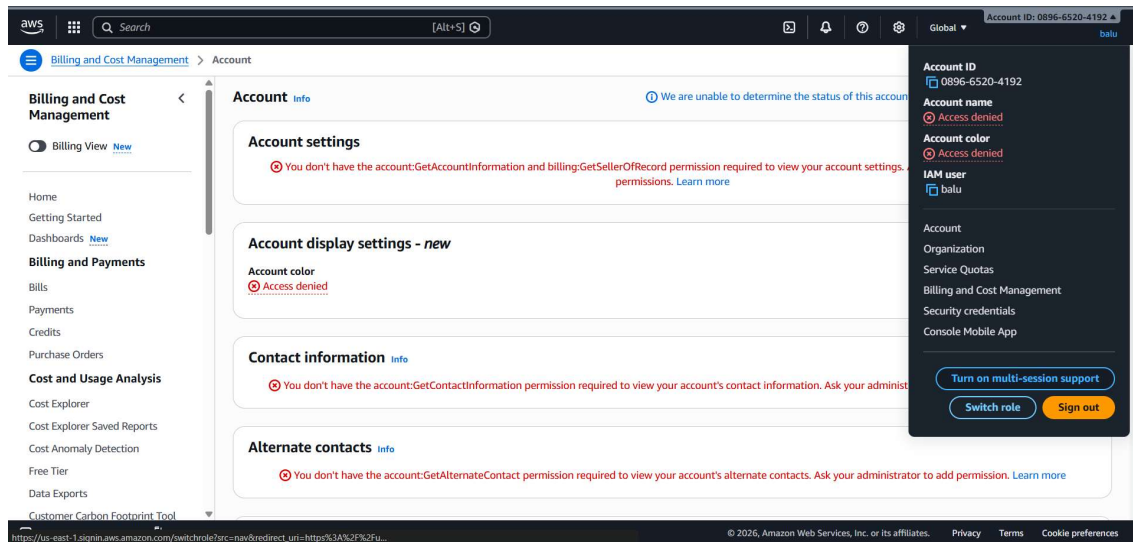 aws
Search
[Alt+S]
Global ▼
Account ID: 0896-6520-4192
balu
Billing and Cost Management > Account
Billing and Cost Management
Billing View New
Home
Getting Started
Dashboards New
Billing and Payments
Bills
Payments
Credits
Purchase Orders
Cost and Usage Analysis
Cost Explorer
Cost Explorer Saved Reports
Cost Anomaly Detection
Free Tier
Data Exports
Customer Carbon Footprint Tool
Account Info
We are unable to determine the status of this accoun
Account settings
You don't have the account:GetAccountInformation and billing:GetSellerOfRecord permission required to view your account settings.
permissions. Learn more
Account display settings - new
Account color
Access denied
Contact information Info
You don't have the account:GetContactInformation permission required to view your account's contact information. Ask your administ
Alternate contacts Info
You don't have the account:GetAlternateContact permission required to view your account's alternate contacts. Ask your administrator to add permission. Learn more
Account ID
0896-6520-4192
Account name
Access denied
Account color
Access denied
IAM user
balu
Account
Organization
Service Quotas
Billing and Cost Management
Security credentials
Console Mobile App
Turn on multi-session support
Switch role
Sign out
https://us-east-1.signin.aws.amazon.com/switchrole?src=nav&redirect_uri=https%3A%2F%2Fu...
© 2026, Amazon Web Services, Inc. or its affiliates.
Privacy
Terms
Cookie preferences